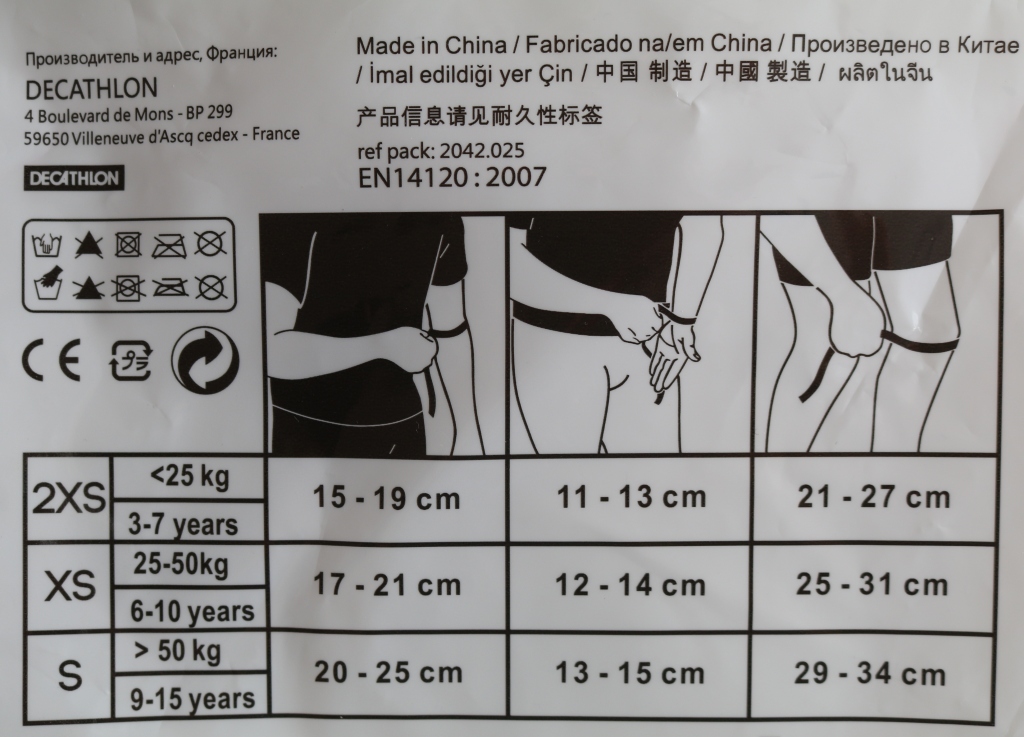 Производитель и адрес, Франция:
DECATHLON
4 Boulevard de Mons - BP 299
59650 Villeneuve d'Ascq cedex - France
DECATHLON
Made in China / Fabricado na/em China / Произведено в Китае
/ İmal edildiği yer Çin / 中国 制造 / 中國 製造 / ผลิตในจีน
产品信息请见耐久性标签
ref pack: 2042.025
EN14120 : 2007
CE
プラ
2XS
<25 kg
3-7 years
15 - 19 cm
11 - 13 cm
21 - 27 cm
XS
25-50kg
6-10 years
17 - 21 cm
12 - 14 cm
25 - 31 cm
S
> 50 kg
9-15 years
20 - 25 cm
13 - 15 cm
29 - 34 cm